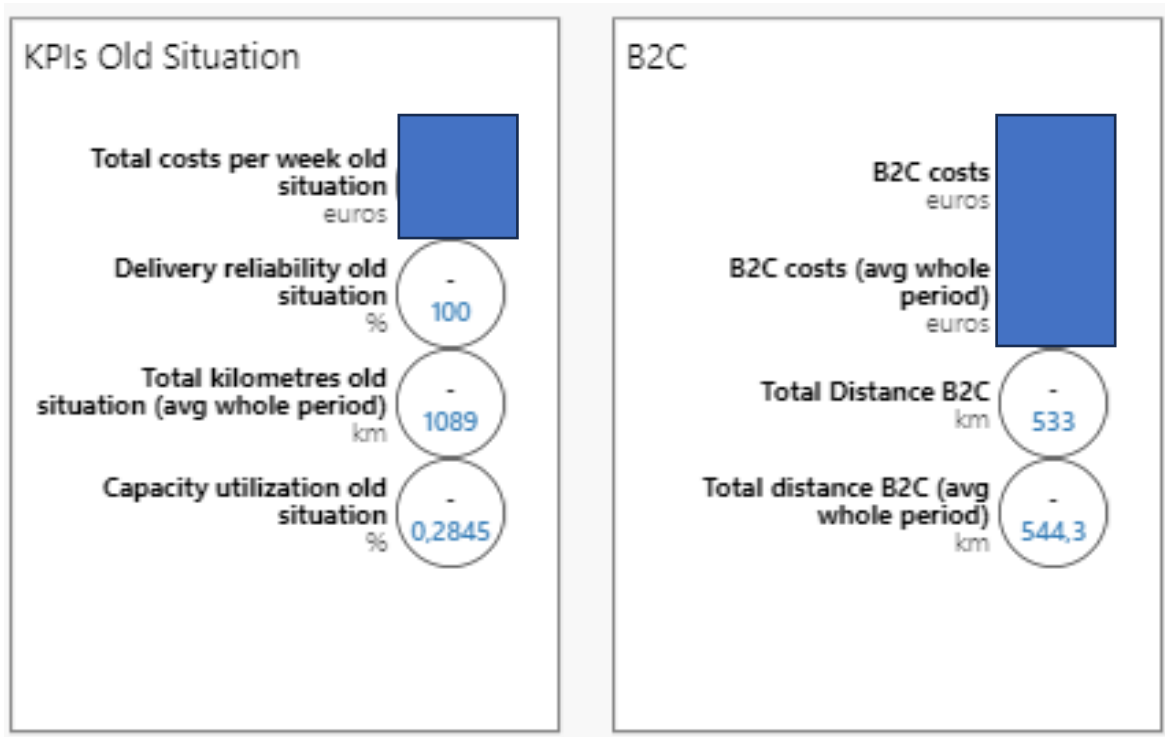 KPIs Old Situation
Total costs per week old
situation
euros
Delivery reliability old
situation
%
-
100
Total kilometres old
situation (avg whole period)
km
-
1089
Capacity utilization old
situation
%
-
0,2845
B2C
B2C costs
euros
B2C costs (avg whole
period)
euros
Total Distance B2C
km
-
533
Total distance B2C (avg
whole period)
km
-
544,3